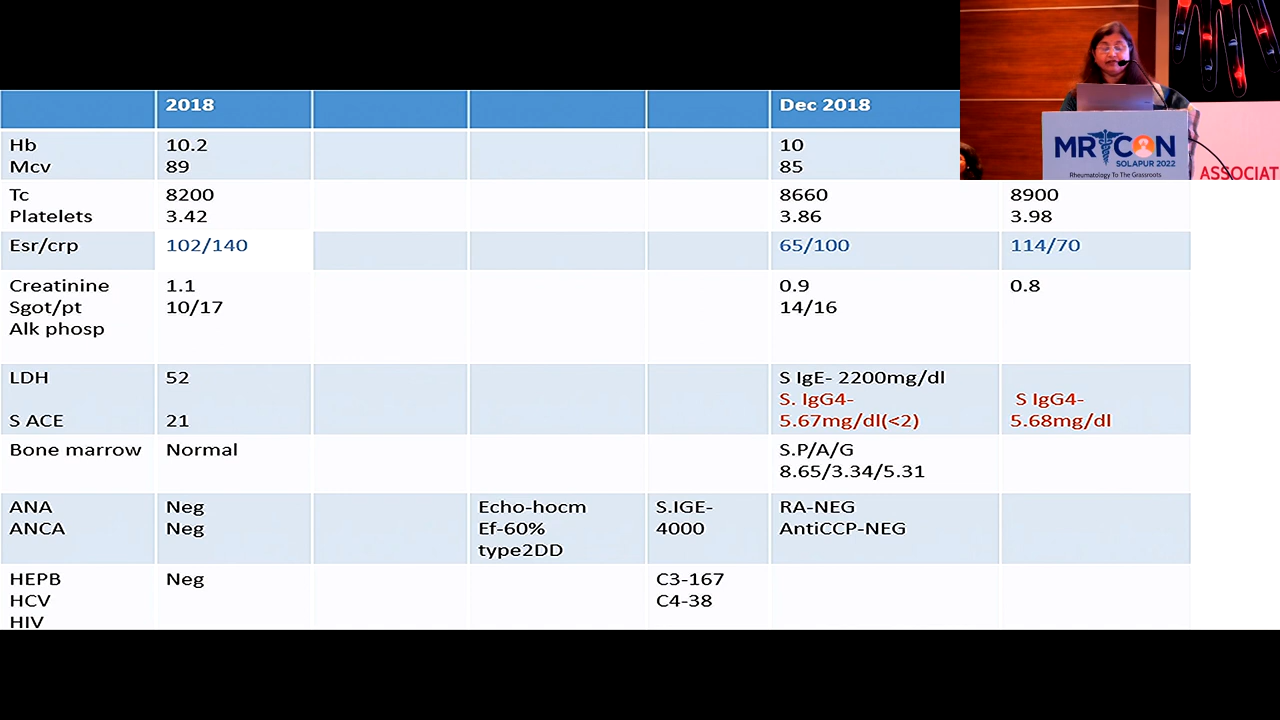 2018 Dec 2018
Hb 10.2 10
Mcv 89 85
Tc 8200 8660 8900
Platelets 3.42 3.86 3.98
Esr/crp 102/140 65/100 114/70
Creatinine 1.1 0.9 0.8
Sgot/pt 10/17 14/16
Alk phosp
LDH 52 S IgE- 2200mg/dl
S. IgG4- S IgG4-
S ACE 21 5.67mg/dl(<2) 5.68mg/dl
Bone marrow Normal S.P/A/G
8.65/3.34/5.31
ANA Neg Echo-hocm S.IGE- RA-NEG
ANCA Neg Ef-60% 4000 AntiCCP-NEG
type2DD
HEPB Neg C3-167
HCV C4-38
HIV
MR CON
SOLAPUR 2022
Rheumatology To The Grassroots
ASSOCIAT